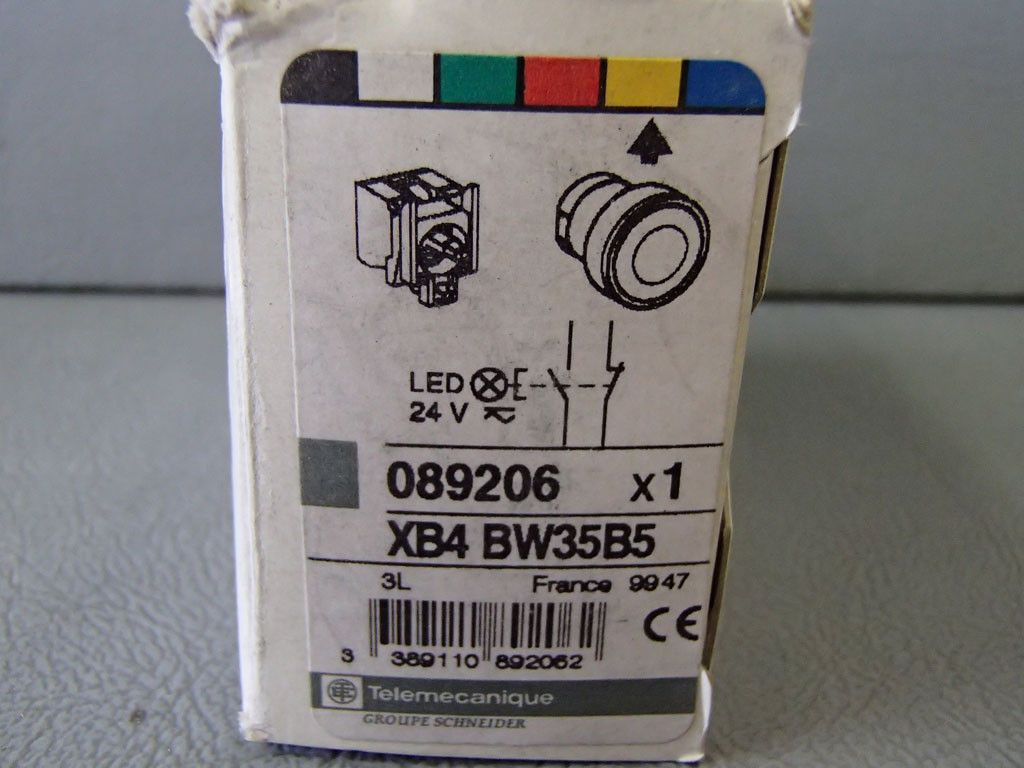 LED
24 V
089206 x1
XB4 BW35B5
3L France 9947
CE
3 389110 892062
Telemecanique
GROUPE SCHNEIDER